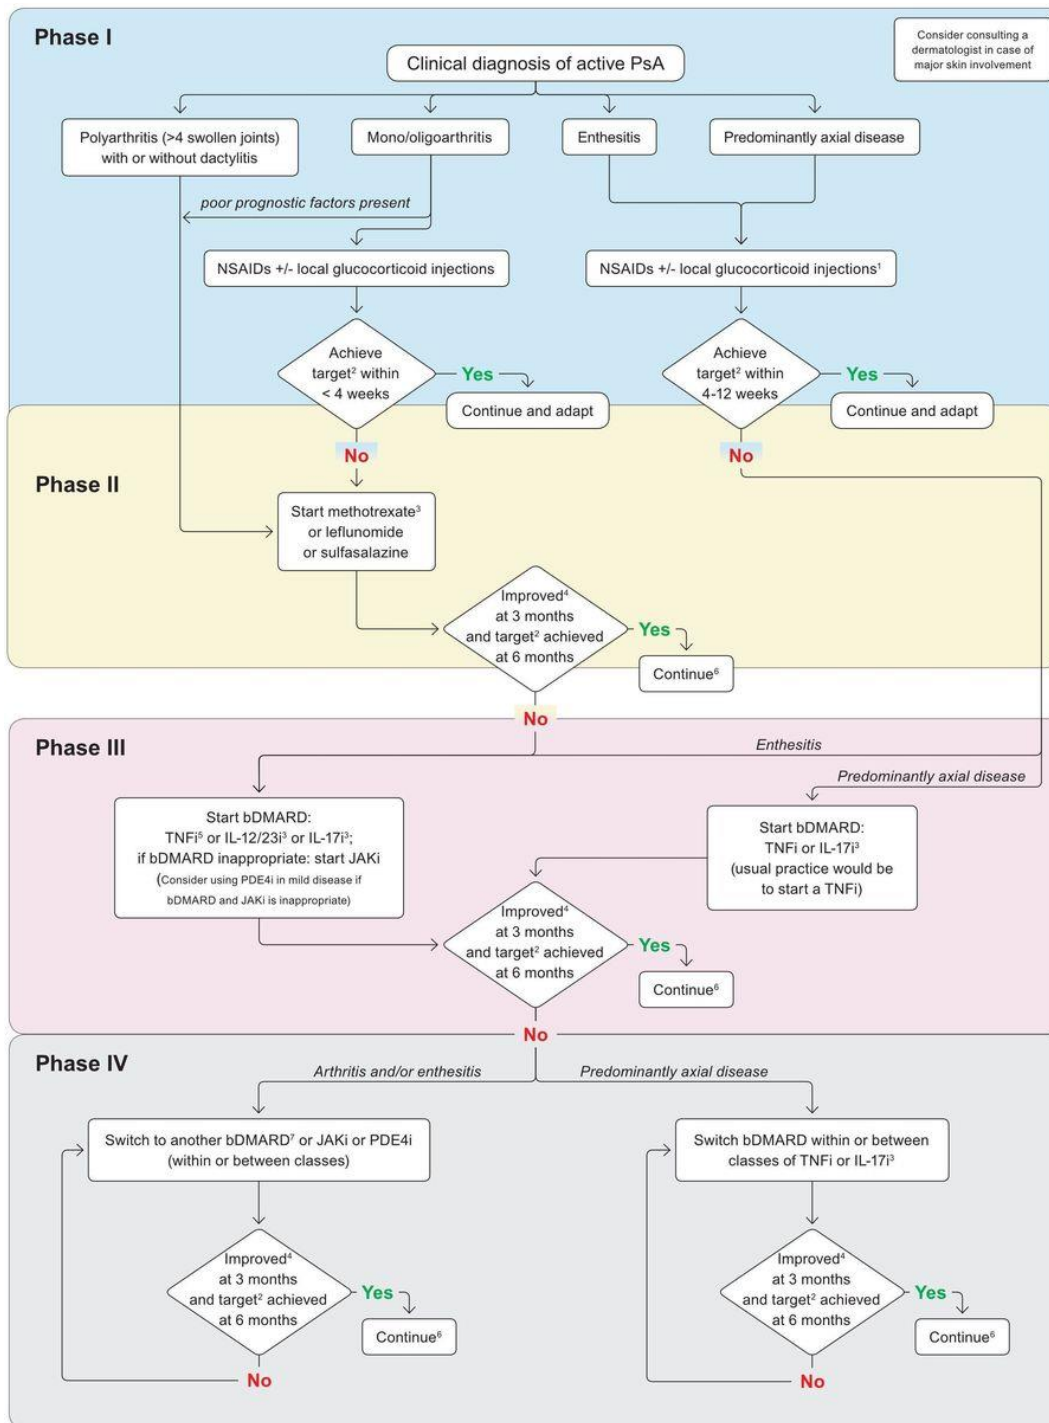 Phase I
Consider consulting a
dermatologist in case of
major skin involvement
Clinical diagnosis of active PsA
Polyarthritis (>4 swollen joints)
with or without dactylitis
Mono/oligoarthritis
Enthesitis
Predominantly axial disease
poor prognostic factors present
NSAIDs +/- local glucocorticoid injections
NSAIDs +/- local glucocorticoid injections¹
Achieve
target² within
< 4 weeks
Yes
Continue and adapt
Achieve
target² within
4-12 weeks
Yes
Continue and adapt
No
No
Phase II
Start methotrexate³
or leflunomide
or sulfasalazine
Improved⁴
at 3 months
and target² achieved
at 6 months
Yes
Continue⁶
No
Phase III
Enthesitis
Predominantly axial disease
Start bDMARD:
TNFi⁵ or IL-12/23i³ or IL-17i³;
if bDMARD inappropriate: start JAKi
(Consider using PDE4i in mild disease if
bDMARD and JAKi is inappropriate)
Start bDMARD:
TNFi or IL-17i³
(usual practice would be
to start a TNFi)
Improved⁴
at 3 months
and target² achieved
at 6 months
Yes
Continue⁶
No
Phase IV
Arthritis and/or enthesitis
Predominantly axial disease
Switch to another bDMARD⁷ or JAKi or PDE4i
(within or between classes)
Switch bDMARD within or between
classes of TNFi or IL-17i³
Improved⁴
at 3 months
and target² achieved
at 6 months
Yes
Continue⁶
No
Improved⁴
at 3 months
and target² achieved
at 6 months
Yes
Continue⁶
No